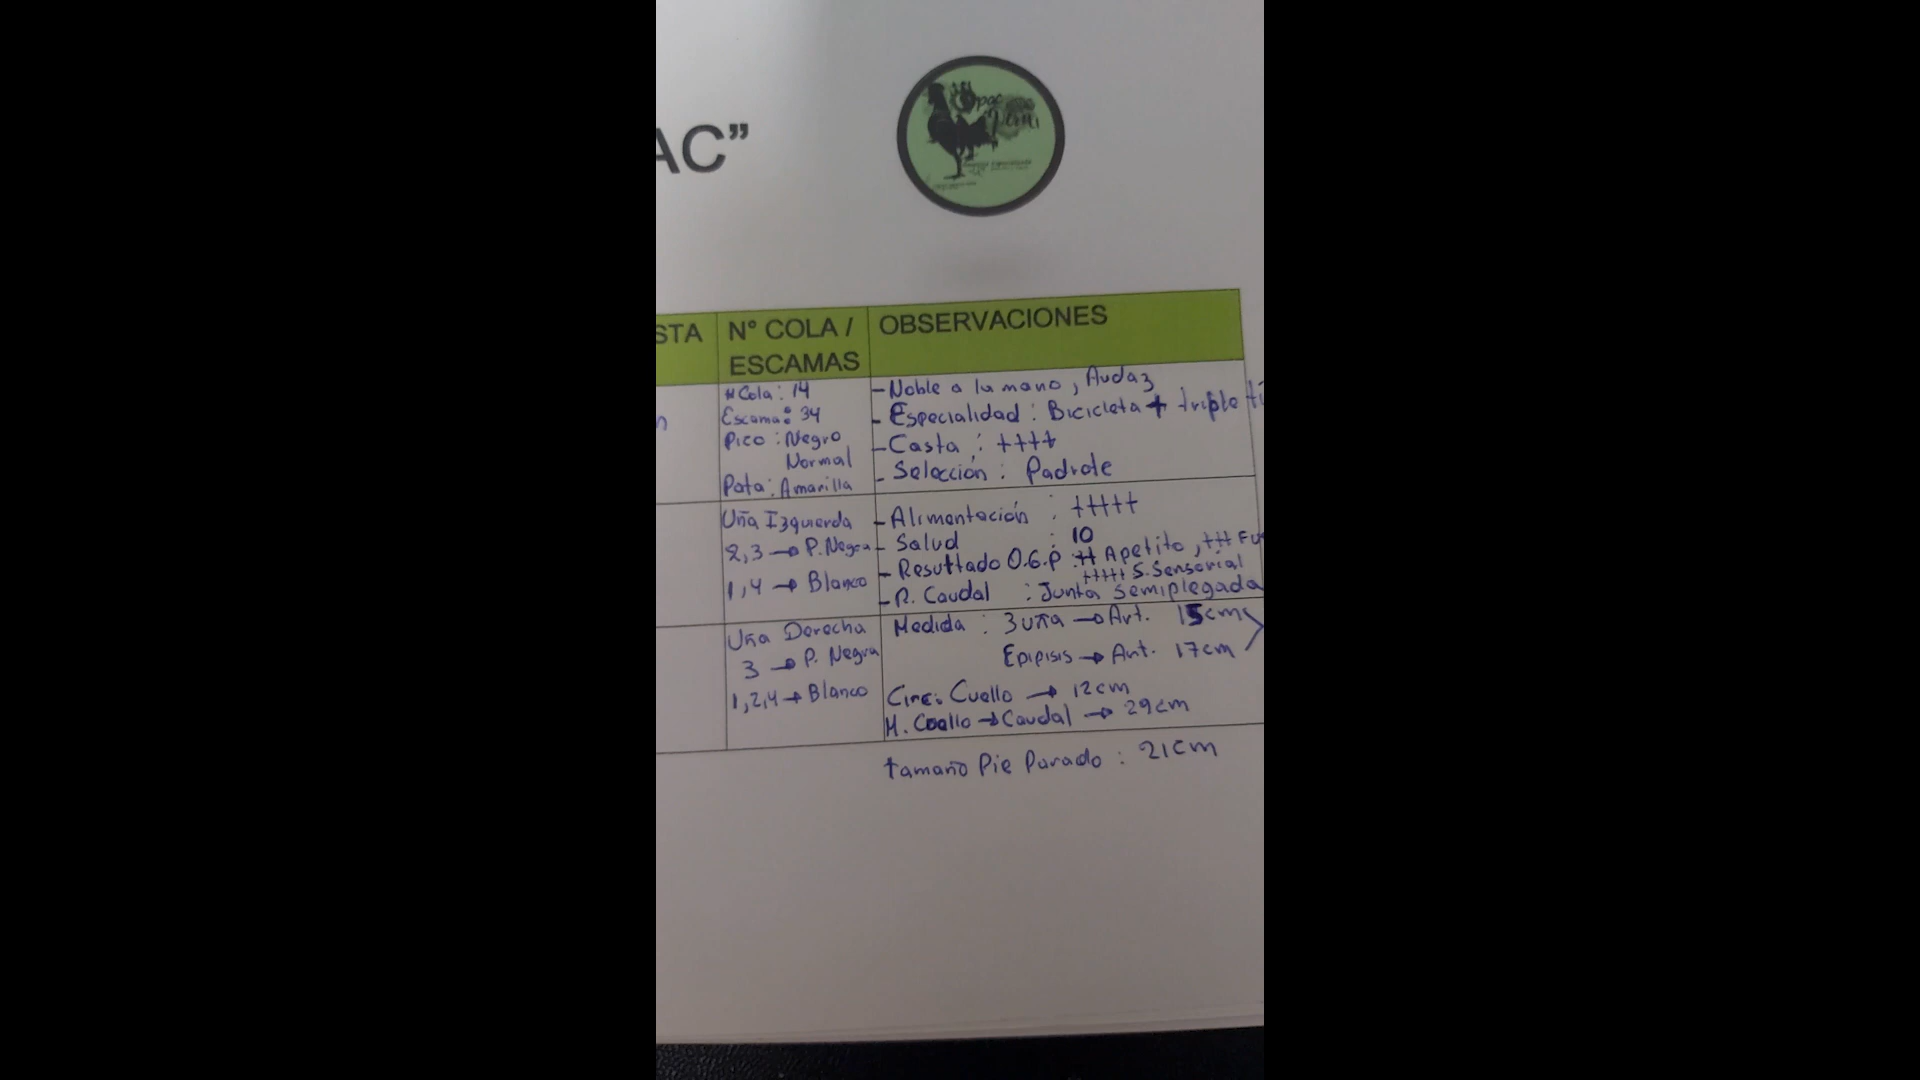 AC”
STA
N° COLA /
ESCAMAS
OBSERVACIONES
# Cola: 14
Escama: 34
Pico: Negro
Normal
Pata: Amarilla
- Noble a la mano, Audaz
- Especialidad: Bicicleta + triple
- Casta: ++++
- Selección: Padrote
Uña Izquierda
2,3 → P. Negra
1,4 → Blanco
- Alimentación: +++++
- Salud: 10
- Resultado O.G.P: ++ Apetito, +++ Fu
+++++ S. Sensorial
- R. Caudal: Junta semiplegada
Uña Derecha
3 → P. Negra
1,2,4 → Blanco
Medida: 3 uña → Art. 15cm
Epipisis → Ant. 17cm
Circ. Cuello → 12cm
M. Cuello → Caudal → 29cm
tamaño Pie Parado: 21cm